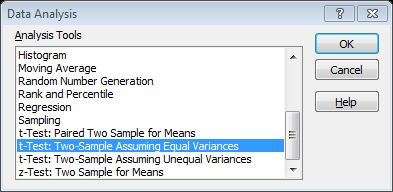 Data Analysis
Analysis Tools
OK
Histogram
Moving Average
Random Number Generation
Cancel
Rank and Percentile
Regression
Help
Sampling
t-Test: Paired Two Sample for Means
t-Test: Two-Sample Assuming Equal Variances
t-Test: Two-Sample Assuming Unequal Variances
z-Test: Two Sample for Means